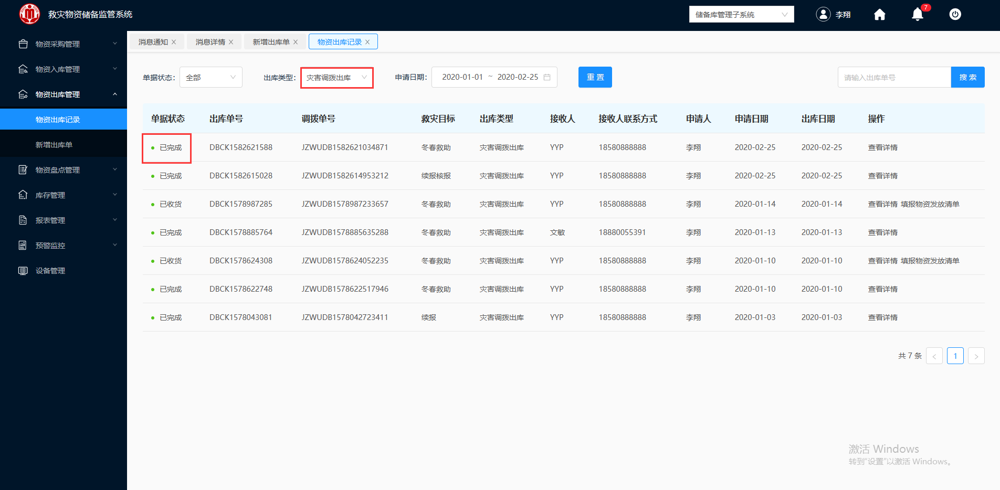 救灾物资储备监管系统
储备库管理子系统
李翔
7
物资采购管理
物资入库管理
物资出库管理
物资出库记录
新增出库单
物资盘点管理
库存管理
报表管理
预警监控
设备管理
消息通知 消息详情 新增出库单 物资出库记录
单据状态: 全部 出库类型: 灾害调拨出库 申请日期: 2020-01-01 ~ 2020-02-25 重 置 请输入出库单号 搜 索
单据状态 出库单号 调拨单号 救灾目标 出库类型 接收人 接收人联系方式 申请人 申请日期 出库日期 操作
已完成 DBCK1582621588 JZWUDB1582621034871 冬春救助 灾害调拨出库 YYP 18580888888 李翔 2020-02-25 2020-02-25 查看详情
已完成 DBCK1582615028 JZWUDB1582614953212 续报核报 灾害调拨出库 YYP 18580888888 李翔 2020-02-25 2020-02-25 查看详情
已收货 DBCK1578987285 JZWUDB1578987233657 冬春救助 灾害调拨出库 YYP 18580888888 李翔 2020-01-14 2020-01-14 查看详情 填报物资发放清单
已完成 DBCK1578885764 JZWUDB1578885635288 冬春救助 灾害调拨出库 文敏 18880055391 李翔 2020-01-13 2020-01-13 查看详情
已收货 DBCK1578624308 JZWUDB1578624052235 冬春救助 灾害调拨出库 YYP 18580888888 李翔 2020-01-10 2020-01-10 查看详情 填报物资发放清单
已完成 DBCK1578622748 JZWUDB1578622517946 冬春救助 灾害调拨出库 YYP 18580888888 李翔 2020-01-10 2020-01-10 查看详情
已完成 DBCK1578043081 JZWUDB1578042723411 续报 灾害调拨出库 YYP 18580888888 李翔 2020-01-03 2020-01-03 查看详情
共 7 条 < 1 >
激活 Windows
转到“设置”以激活 Windows。